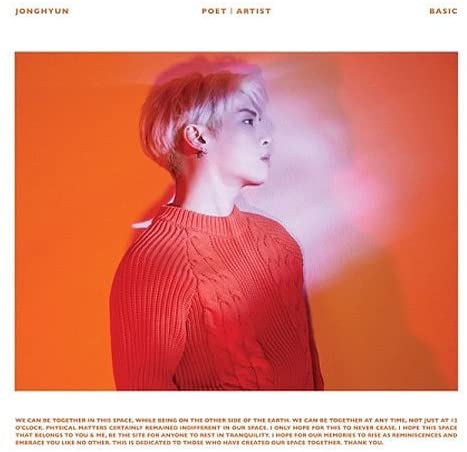 JONGHYUN POET | ARTIST BASIC
WE CAN BE TOGETHER IN THIS SPACE, WHILE BEING ON THE OTHER SIDE OF THE EARTH. WE CAN BE TOGETHER AT ANY TIME, NOT JUST AT 12
O'CLOCK. PHYSICAL MATTERS CERTAINLY REMAINED INDIFFERENT IN OUR SPACE. I ONLY HOPE FOR THIS TO NEVER CEASE. I HOPE THIS SPACE
THAT BELONGS TO YOU & ME, BE THE SITE FOR ANYONE TO REST IN TRANQUILITY. I HOPE FOR OUR MEMORIES TO RISE AS REMINISCENCES AND
EMBRACE YOU LIKE NO OTHER. THIS IS DEDICATED TO THOSE WHO HAVE CREATED OUR SPACE TOGETHER. THANK YOU.